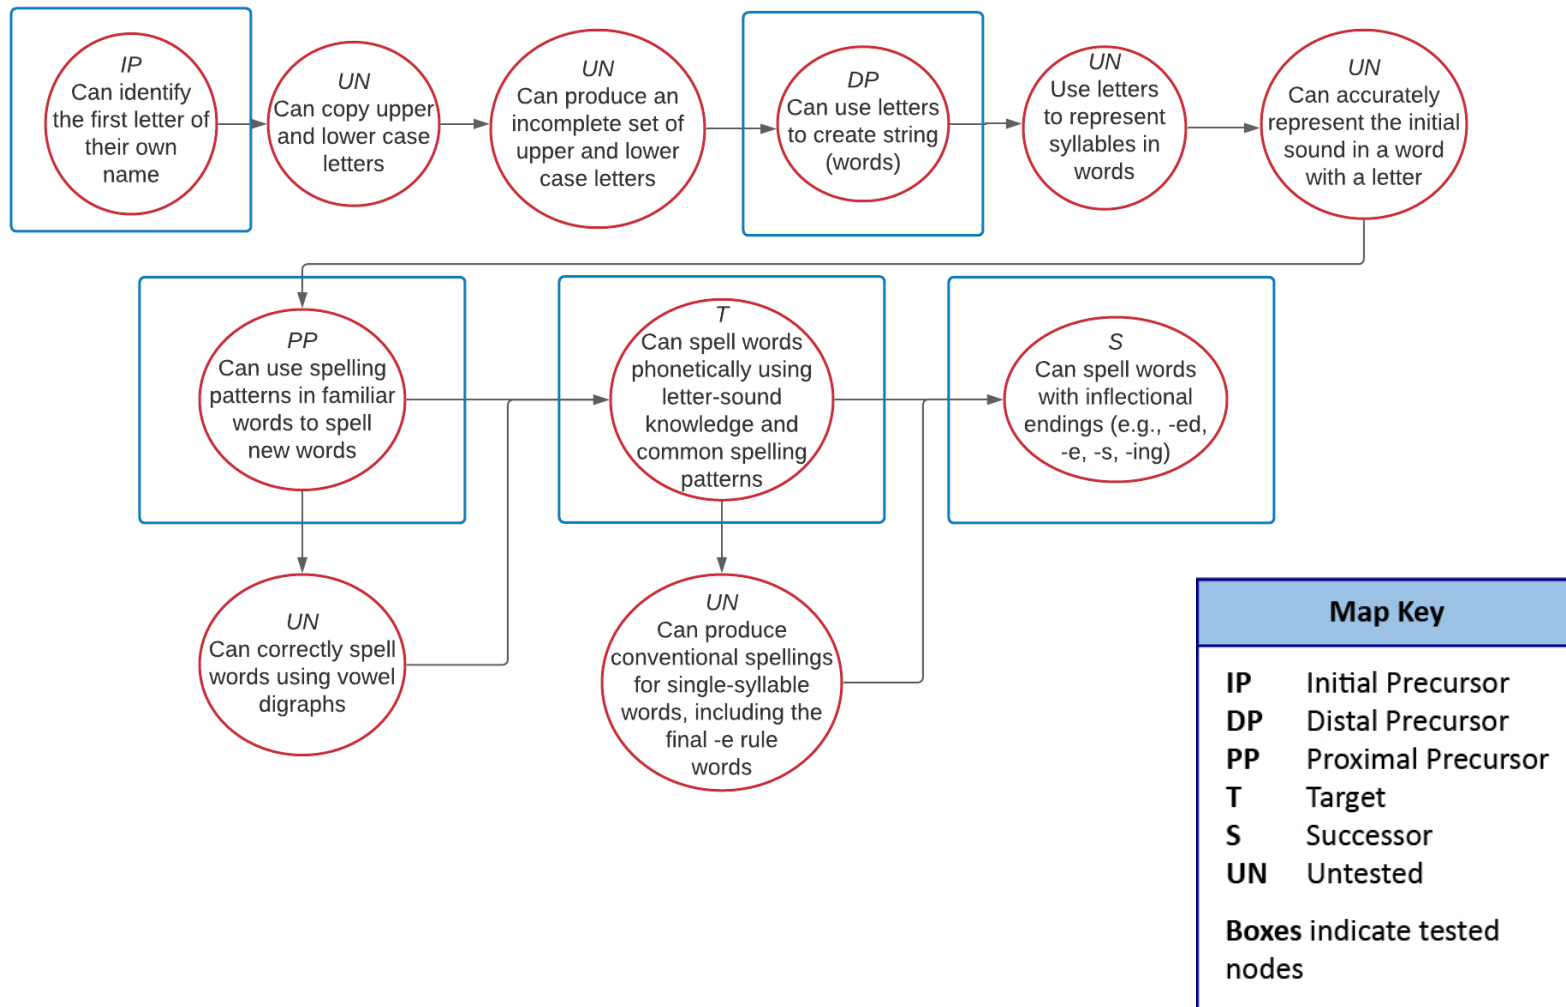 IP
Can identify
the first letter of
their own
name
UN
Can copy upper
and lower case
letters
UN
Can produce an
incomplete set of
upper and lower
case letters
DP
Can use letters
to create string
(words)
UN
Use letters
to represent
syllables in
words
UN
Can accurately
represent the initial
sound in a word
with a letter
PP
Can use spelling
patterns in familiar
words to spell
new words
T
Can spell words
phonetically using
letter-sound
knowledge and
common spelling
patterns
S
Can spell words
with inflectional
endings (e.g., -ed,
-e, -s, -ing)
UN
Can correctly spell
words using vowel
digraphs
UN
Can produce
conventional spellings
for single-syllable
words, including the
final -e rule
words
Map Key
IP Initial Precursor
DP Distal Precursor
PP Proximal Precursor
T Target
S Successor
UN Untested
Boxes indicate tested
nodes